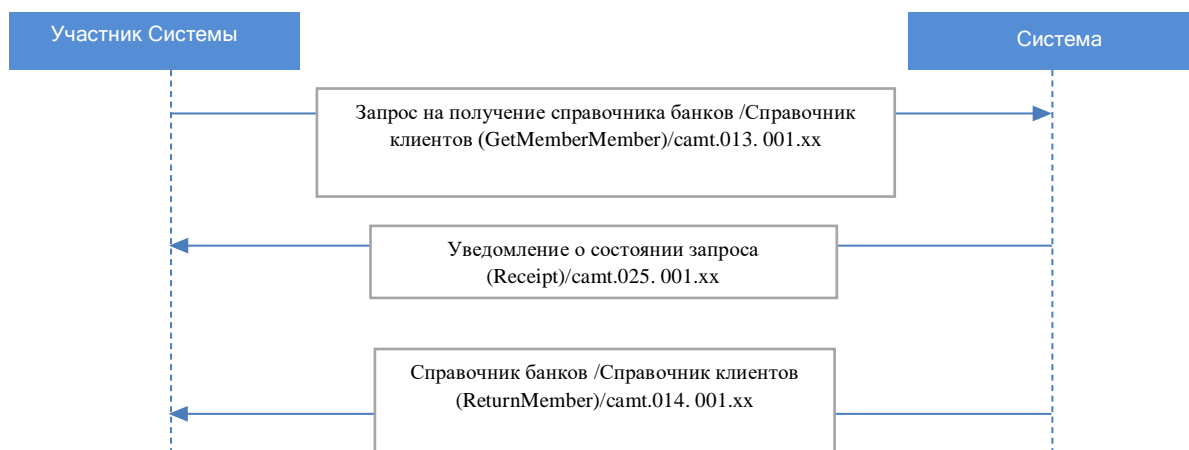 Участник Системы
Система
Запрос на получение справочника банков /Справочник
клиентов (GetMemberMember)/camt.013. 001.xx
Уведомление о состоянии запроса
(Receipt)/camt.025. 001.xx
Справочник банков /Справочник клиентов
(ReturnMember)/camt.014. 001.xx